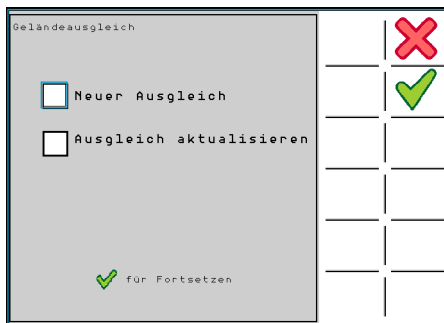 Geländeausgleich
Neuer Ausgleich
Ausgleich aktualisieren
für Fortsetzen